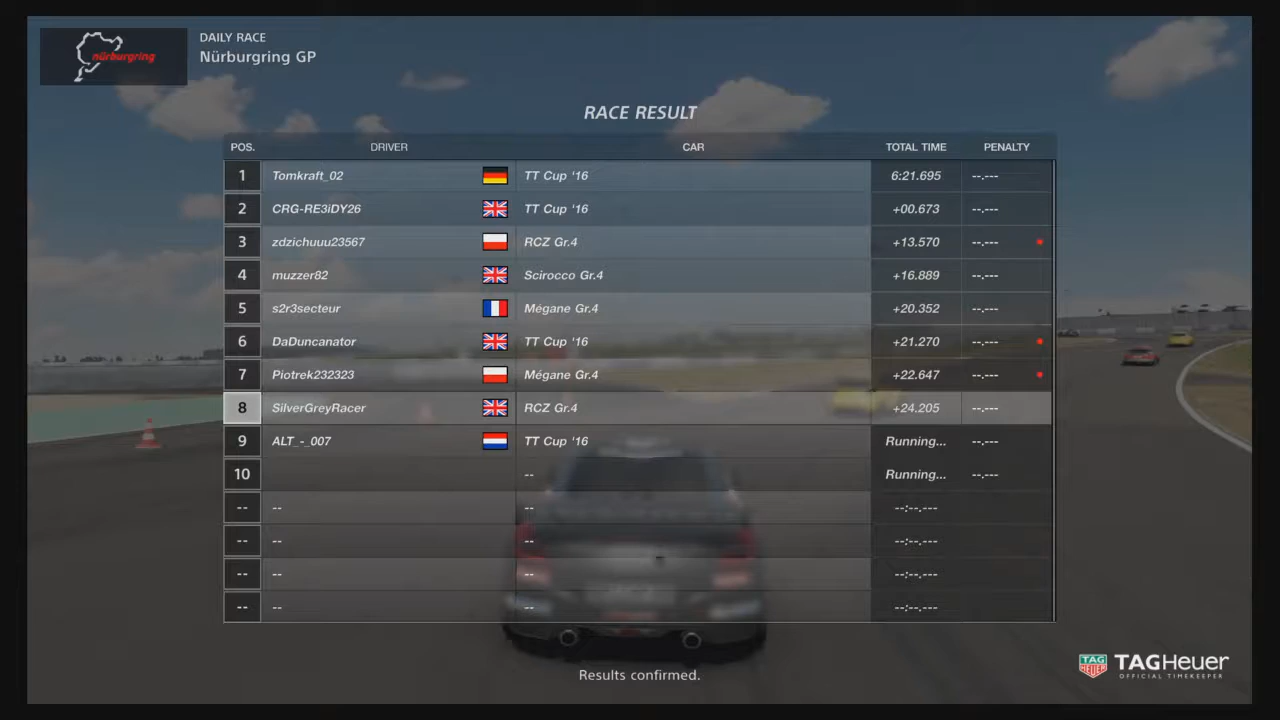 nürburgring
DAILY RACE
Nürburgring GP
RACE RESULT
POS. DRIVER CAR TOTAL TIME PENALTY
1 Tomkraft_02 TT Cup '16 6:21.695 --.---
2 CRG-RE3iDY26 TT Cup '16 +00.673 --.---
3 zdzichuuu23567 RCZ Gr.4 +13.570 --.---
4 muzzer82 Scirocco Gr.4 +16.889 --.---
5 s2r3secteur Mégane Gr.4 +20.352 --.---
6 DaDuncanator TT Cup '16 +21.270 --.---
7 Piotrek232323 Mégane Gr.4 +22.647 --.---
8 SilverGreyRacer RCZ Gr.4 +24.205 --.---
9 ALT_-_007 TT Cup '16 Running... --.---
10 -- Running... --.---
-- -- -- --:--.---
-- -- -- --:--.---
-- -- -- --:--.---
-- -- -- --:--.---
Results confirmed.
TAG HEUER TAGHeuer
OFFICIAL TIMEKEEPER